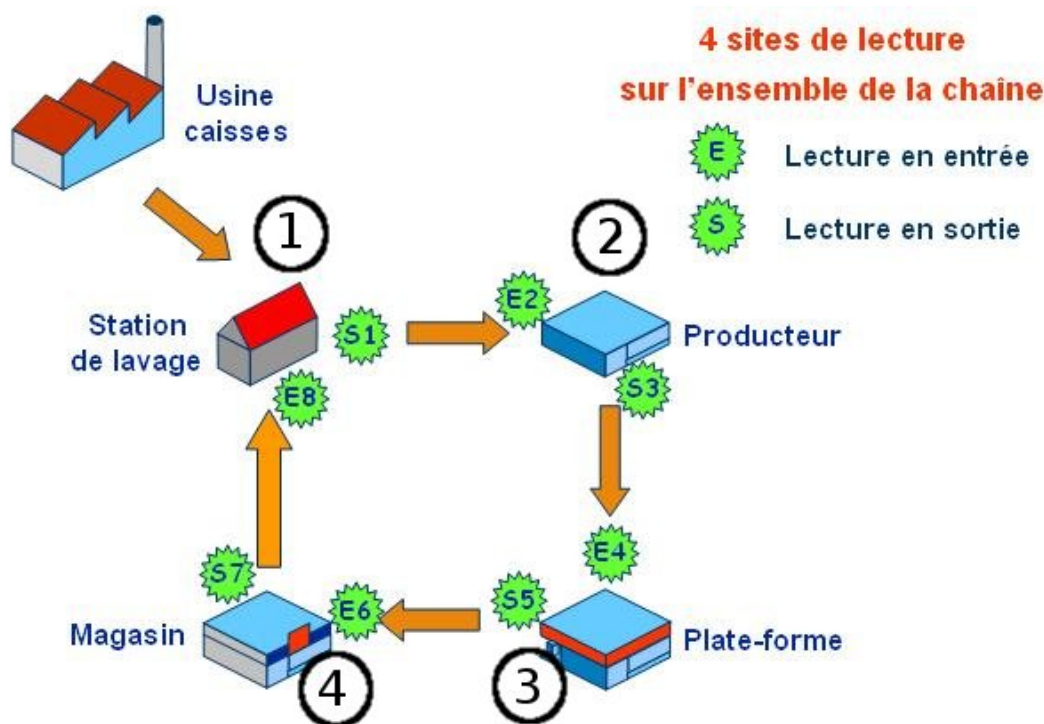 4 sites de lecture
sur l'ensemble de la chaîne
Usine
caisses
E
Lecture en entrée
S
Lecture en sortie
1
2
Station
de lavage
S1
E2
Producteur
E8
S3
S7
E4
Magasin
E6
S5
Plate-forme
4
3